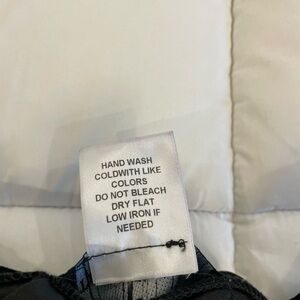 HAND WASH
COLDWITH LIKE
COLORS
DO NOT BLEACH
DRY FLAT
LOW IRON IF
NEEDED